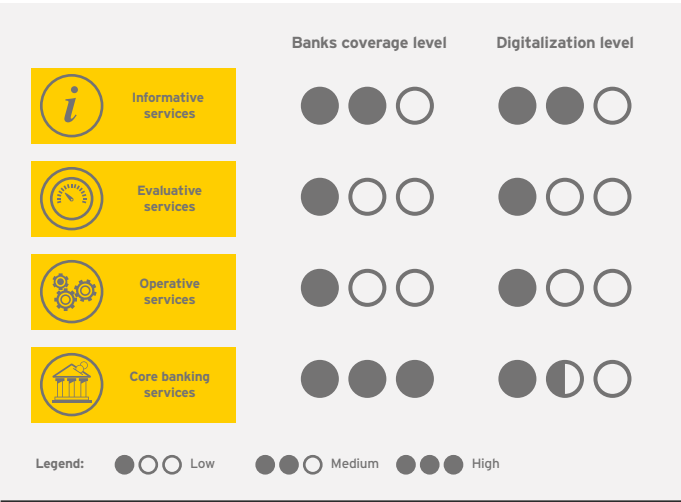 Banks coverage level
Digitalization level
i
Informative
services
Evaluative
services
Operative
services
Core banking
services
Legend:
Low
Medium
High